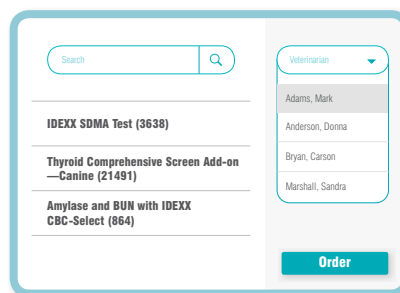 Search
IDEXX SDMA Test (3638)
Thyroid Comprehensive Screen Add-on
—Canine (21491)
Amylase and BUN with IDEXX
CBC-Select (864)
Veterinarian
Adams, Mark
Anderson, Donna
Bryan, Carson
Marshall, Sandra
Order